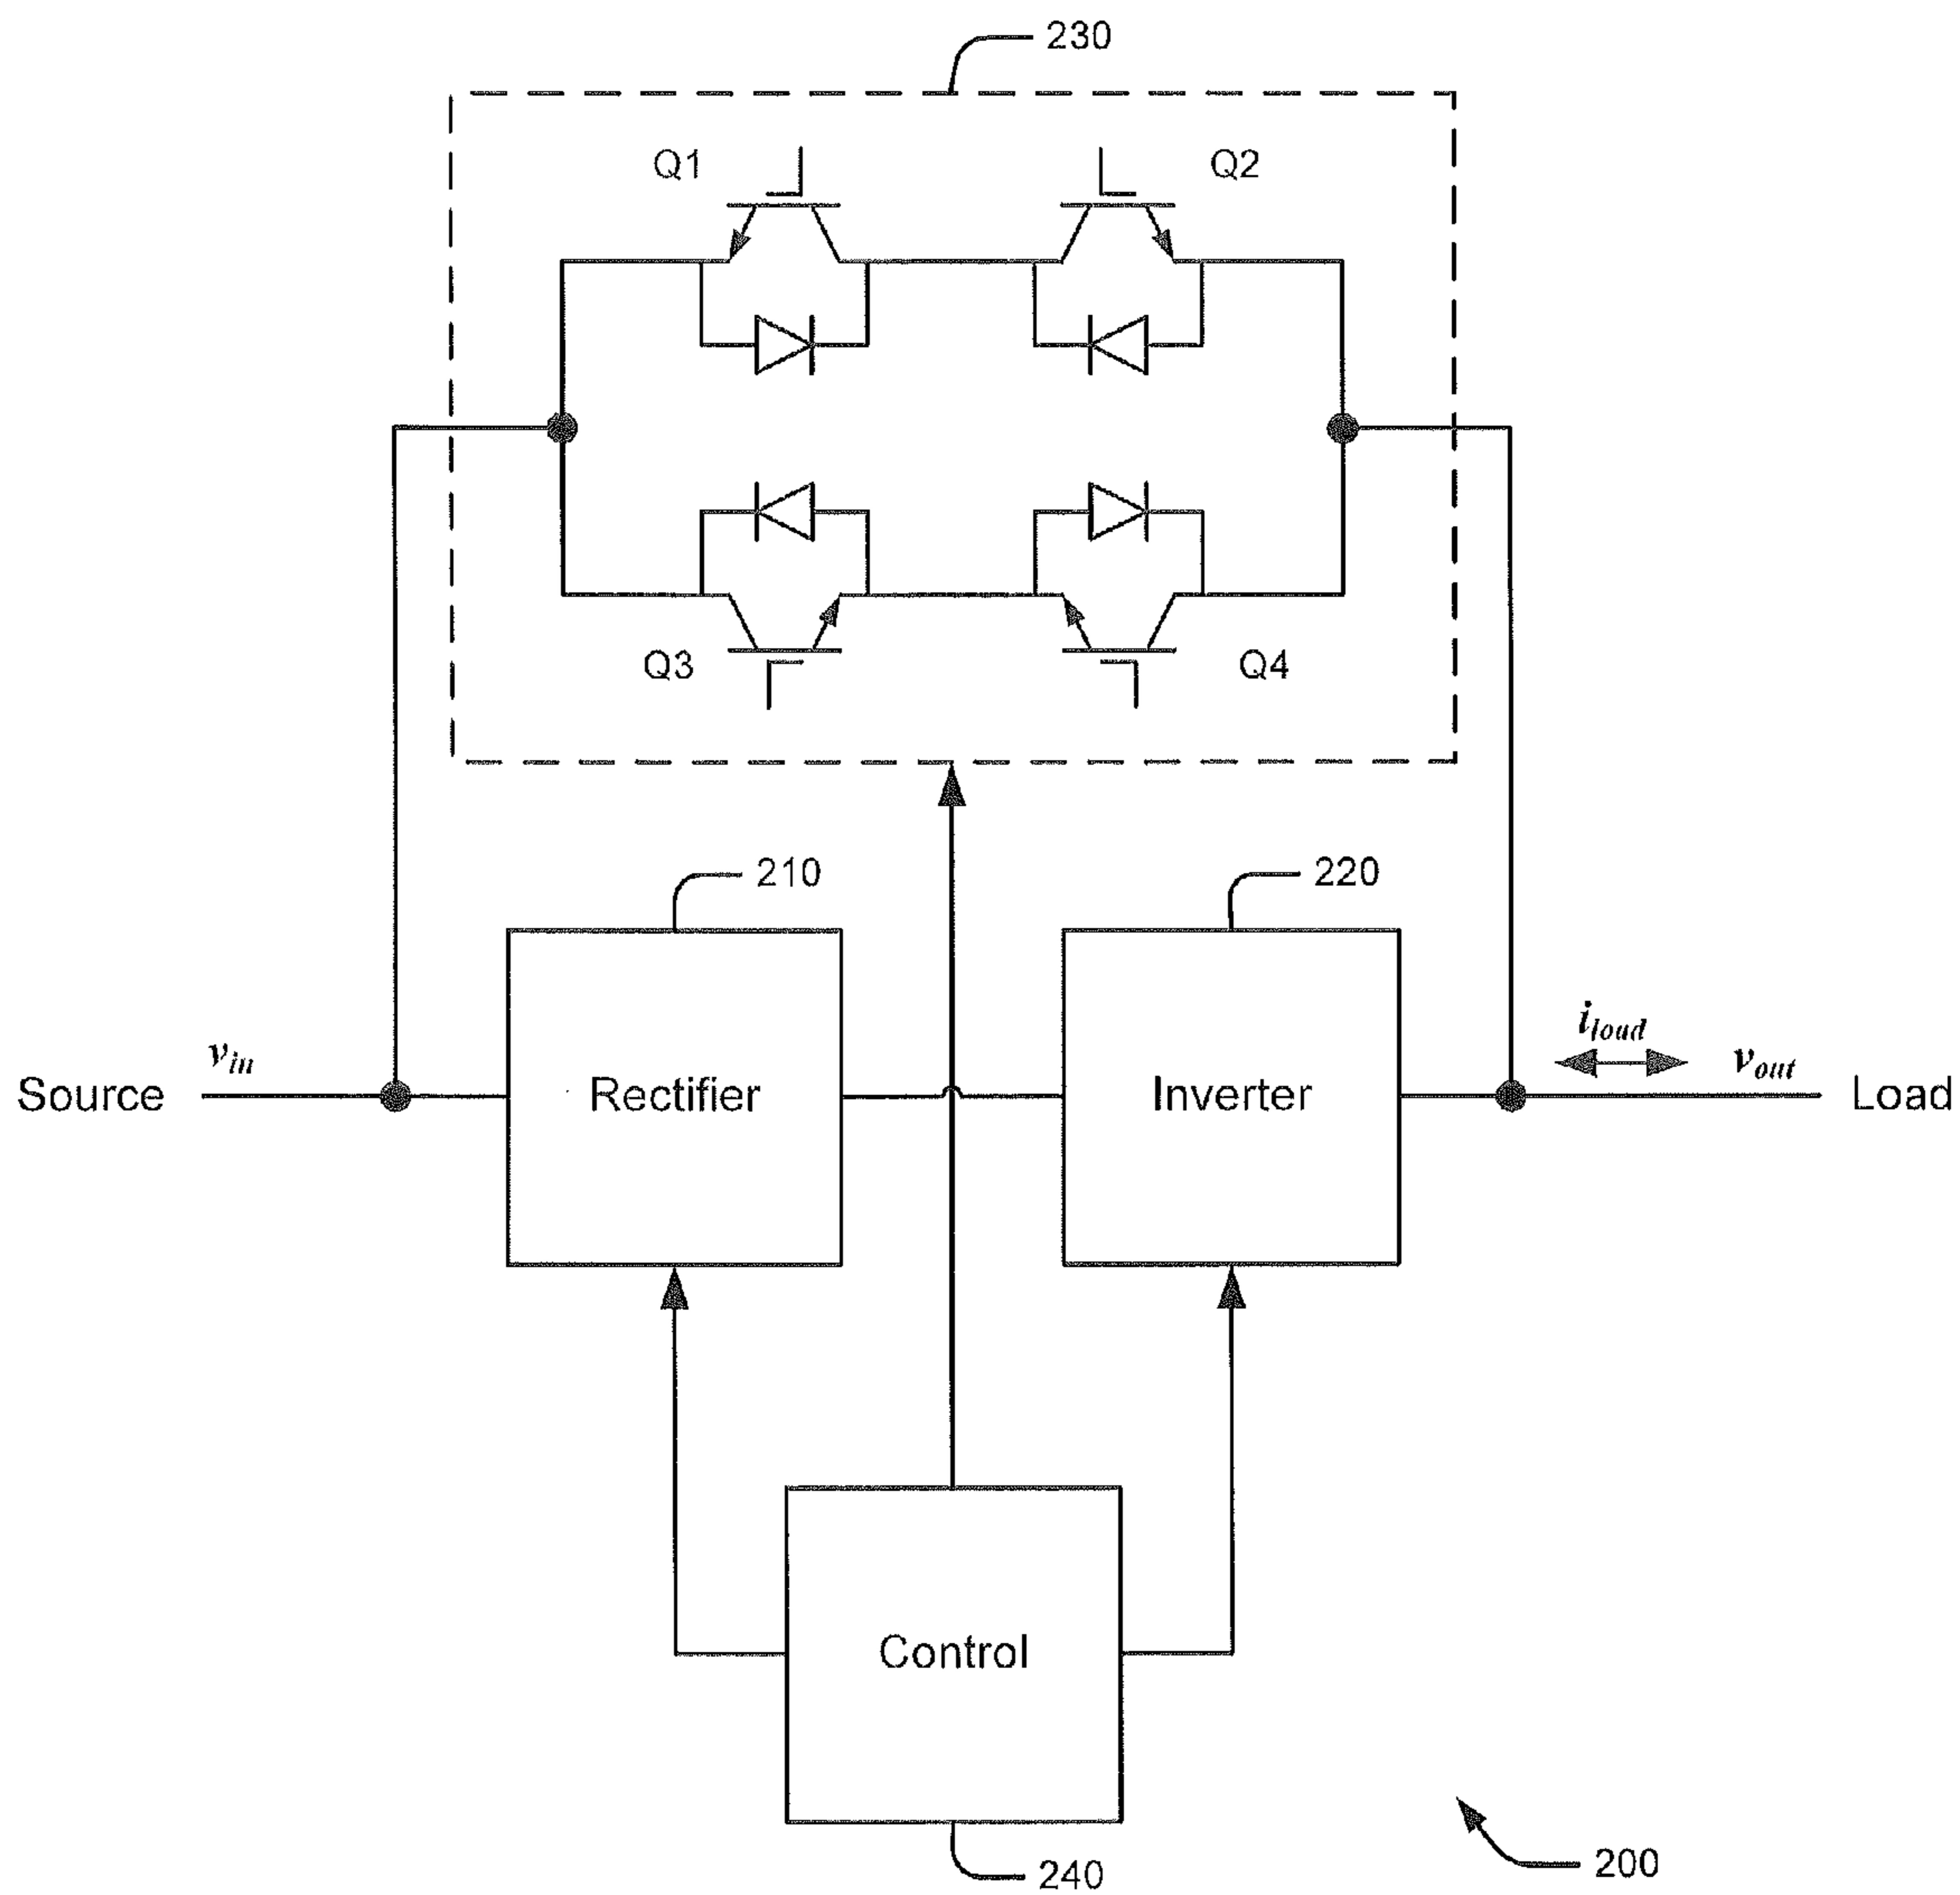 230
Q1
Q2
Q3
Q4
210
220
Source
v_in
Rectifier
Inverter
i_load
v_out
Load
Control
240
200